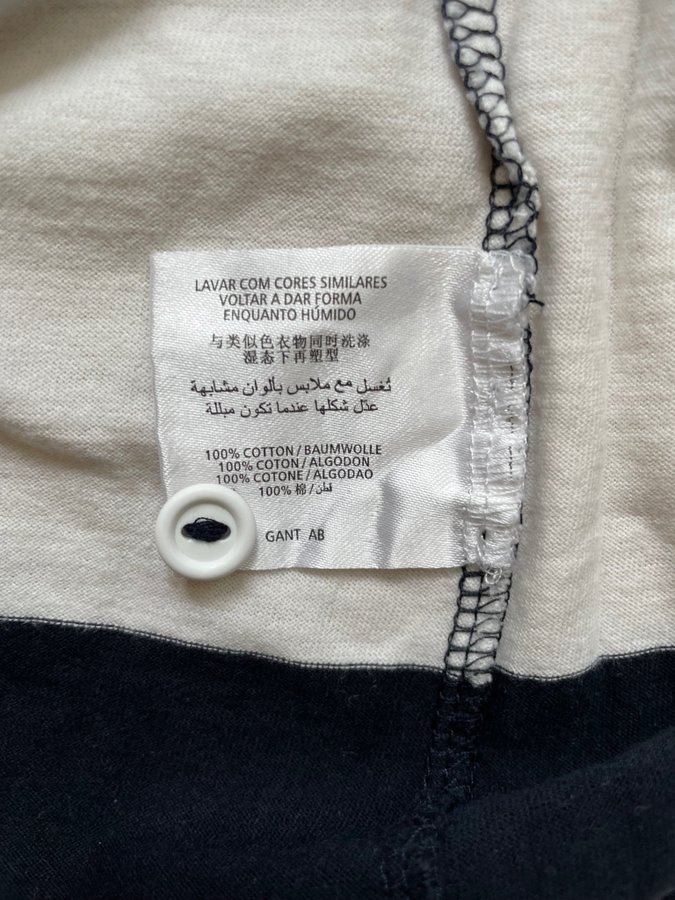 LAVAR COM CORES SIMILARES
VOLTAR A DAR FORMA
ENQUANTO HÚMIDO
与类似色衣物同时洗涤
湿态下再塑型
تُغسل مع ملابس بألوان مشابهة
عدّل شكلها عندما تكون مبللة
100% COTTON / BAUMWOLLE
100% COTON / ALGODON
100% COTONE / ALGODAO
100% 棉 / قطن
GANT AB